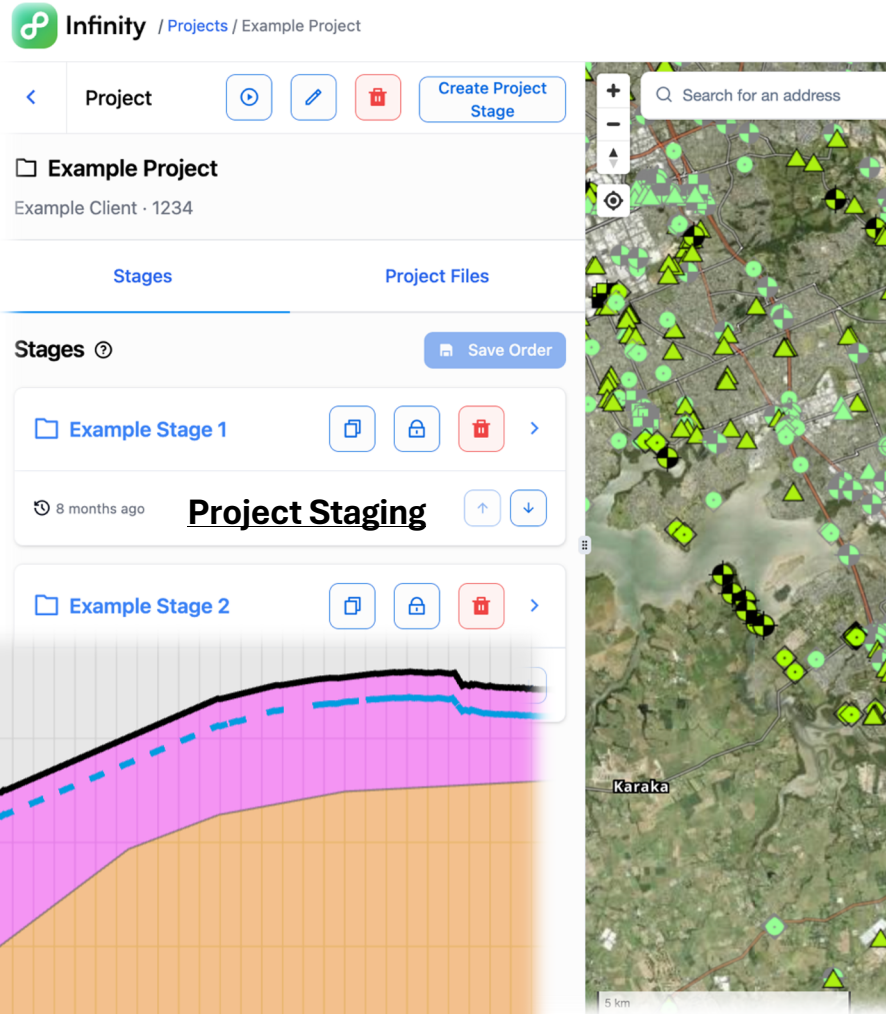 Infinity / Projects / Example Project
Project
Create Project
Stage
Search for an address
Example Project
Example Client · 1234
Stages
Project Files
Stages
Save Order
Example Stage 1
8 months ago
Project Staging
Example Stage 2
Karaka
5 km